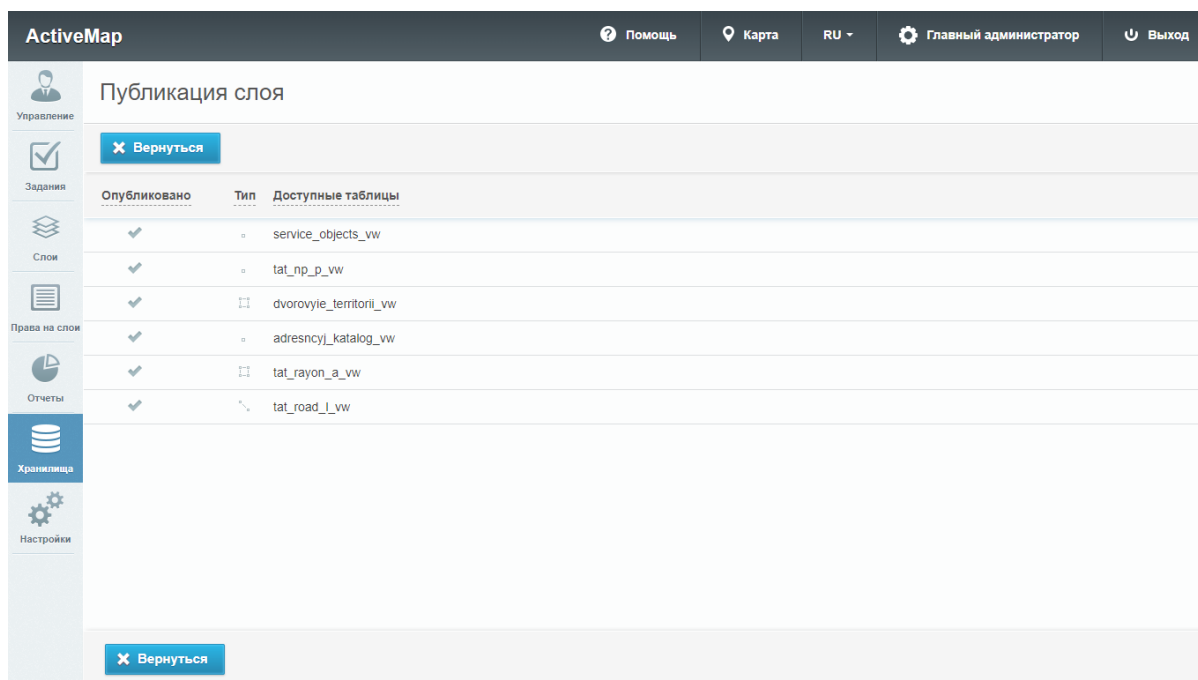 ActiveMap
Помощь
Карта
RU
Главный администратор
Выход
Управление
Задания
Слои
Права на слои
Отчеты
Хранилища
Настройки
Публикация слоя
Вернуться
Опубликовано Тип Доступные таблицы
service_objects_vw
tat_np_p_vw
dvorovyie_territorii_vw
adresncyj_katalog_vw
tat_rayon_a_vw
tat_road_l_vw
Вернуться